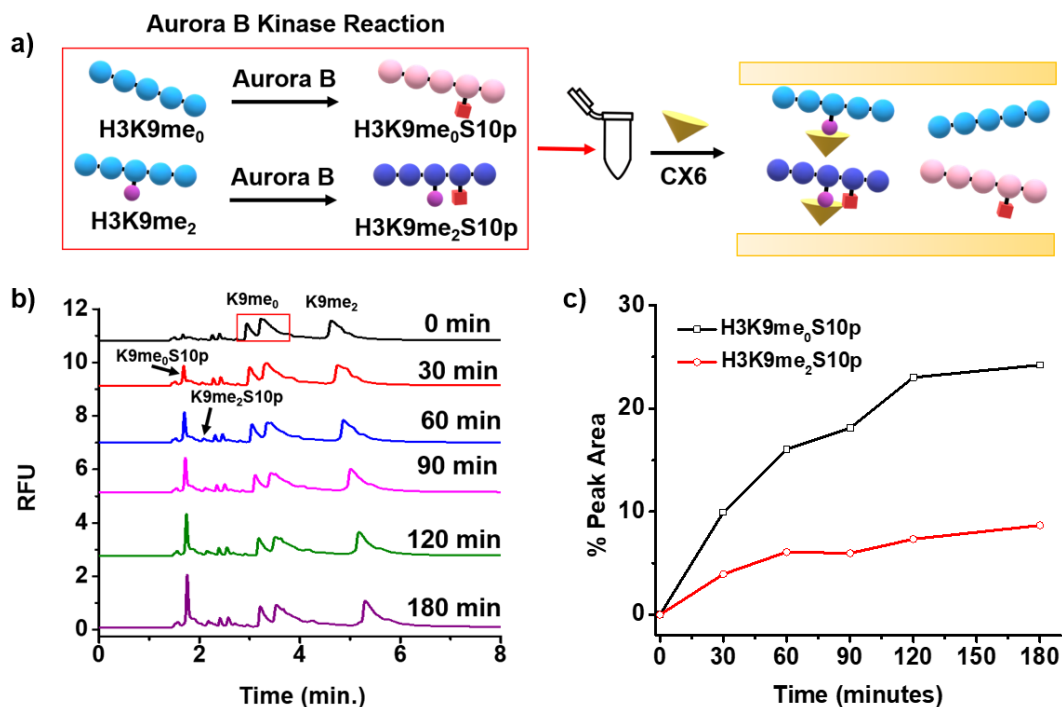 Aurora B Kinase Reaction
a)
Aurora B
H3K9me₀
H3K9me₀S10p
Aurora B
H3K9me₂
H3K9me₂S10p
CX6
b)
K9me₀
K9me₂
0 min
K9me₀S10p
30 min
K9me₂S10p
60 min
90 min
120 min
180 min
12
10
8
6
4
2
0
RFU
0
2
4
6
8
Time (min.)
c)
H3K9me₀S10p
H3K9me₂S10p
30
20
10
0
% Peak Area
0
30
60
90
120
150
180
Time (minutes)